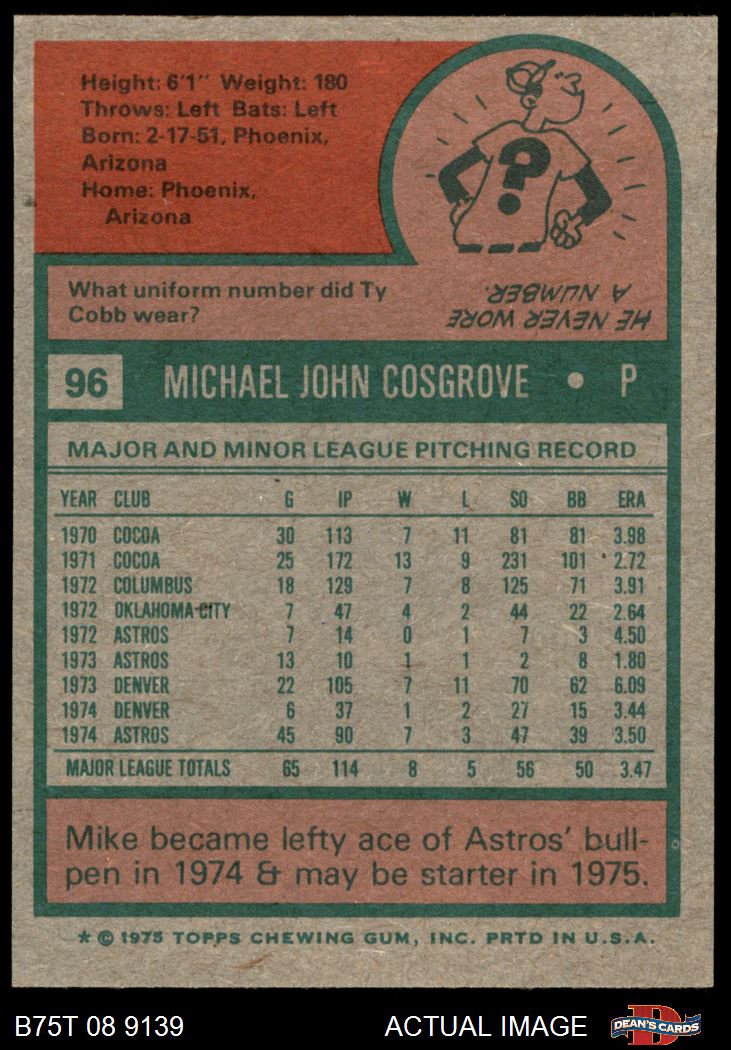 Height: 6'1" Weight: 180
Throws: Left Bats: Left
Born: 2-17-51, Phoenix,
Arizona
Home: Phoenix,
Arizona
?
What uniform number did Ty
Cobb wear?
HE NEVER WORE
A NUMBER.
96 MICHAEL JOHN COSGROVE • P
MAJOR AND MINOR LEAGUE PITCHING RECORD
YEAR CLUB G IP W L SO BB ERA
1970 COCOA 30 113 7 11 81 81 3.98
1971 COCOA 25 172 13 9 231 101 2.72
1972 COLUMBUS 18 129 7 8 125 71 3.91
1972 OKLAHOMA CITY 7 47 4 2 44 22 2.64
1972 ASTROS 7 14 0 1 7 3 4.50
1973 ASTROS 13 10 1 1 2 8 1.80
1973 DENVER 22 105 7 11 70 62 6.09
1974 DENVER 6 37 1 2 27 15 3.44
1974 ASTROS 45 90 7 3 47 39 3.50
MAJOR LEAGUE TOTALS 65 114 8 5 56 50 3.47
Mike became lefty ace of Astros' bull-
pen in 1974 & may be starter in 1975.
* © 1975 TOPPS CHEWING GUM, INC. PRTD IN U.S.A.
B75T 08 9139 ACTUAL IMAGE D DEAN'S CARDS